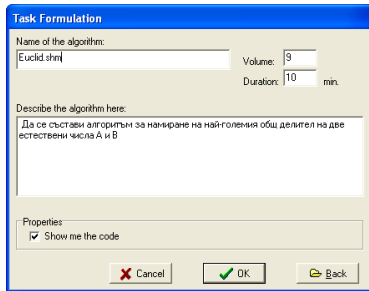 Task Formulation
Name of the algorithm:
Euclid.shm
Volume: 9
Duration: 10 min.
Describe the algorithm here:
Да се състави алгоритъм за намиране на най-големия общ делител на две
естествени числа А и В
Properties
Show me the code
Cancel OK Back